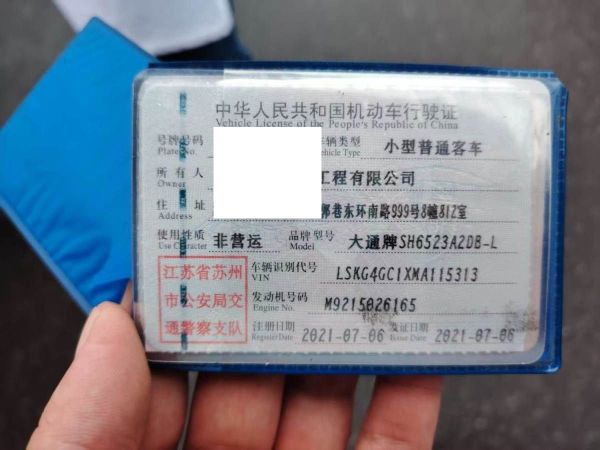 中华人民共和国机动车行驶证
Vehicle License of the People's Republic of China
号牌号码 车辆类型 小型普通客车
Plate No. Vehicle Type
所有人 工程有限公司
Owner
住址 巷东环南路999号8幢812室
Address
使用性质 非营运 品牌型号 大通牌SH6523A2DB-L
Use Character Model
江苏省苏州 车辆识别代号 LSKG4GC1XMA115313
VIN
市公安局交 发动机号码 M9215026165
Engine No.
通警察支队 注册日期 2021-07-06 发证日期 2021-07-06
Register Date Issue Date